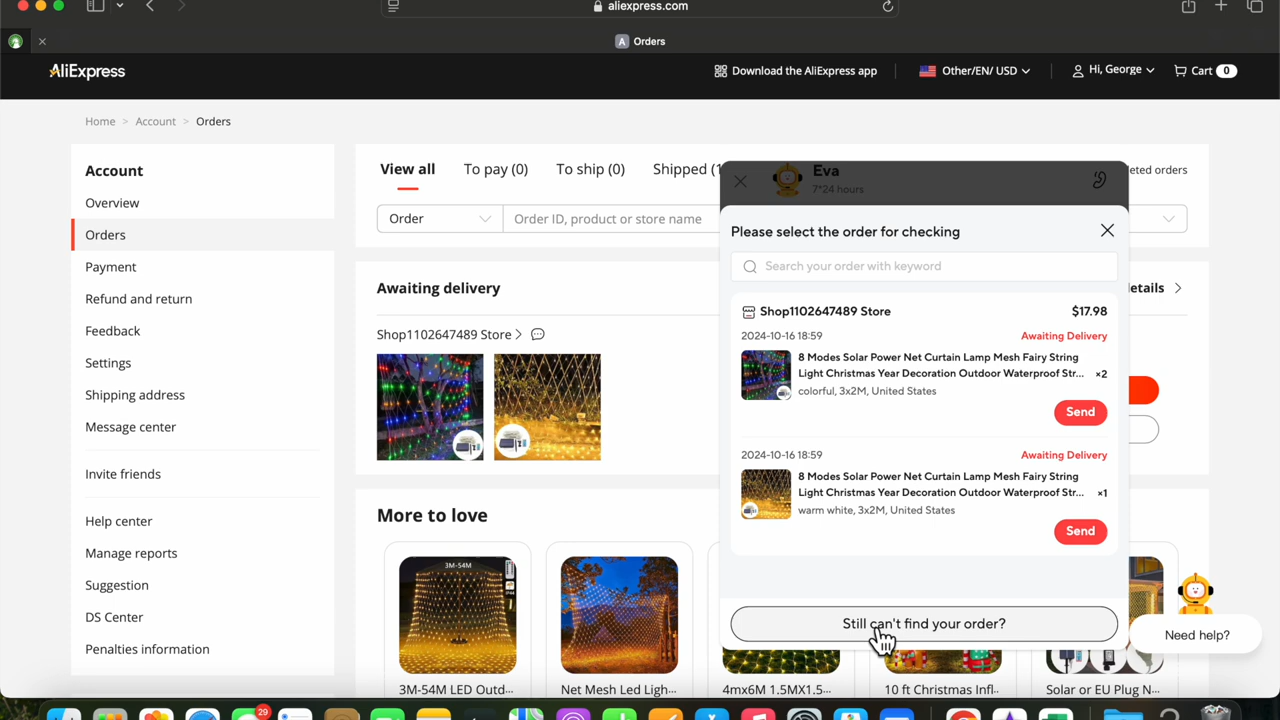 aliexpress.com
A Orders
AliExpress
Download the AliExpress app
Other/EN/ USD
Hi, George
Cart 0
Home > Account > Orders
Account
Overview
Orders
Payment
Refund and return
Feedback
Settings
Shipping address
Message center
Invite friends
Help center
Manage reports
Suggestion
DS Center
Penalties information
View all
To pay (0)
To ship (0)
Shipped (1
eted orders
Order
Order ID, product or store name
Awaiting delivery
etails >
Shop1102647489 Store >
More to love
3M-54M
3M-54M LED Outd...
Net Mesh Led Ligh...
4mx6M 1.5MX1.5...
10 ft Christmas Infl...
Solar or EU Plug N...
Eva
7*24 hours
Please select the order for checking
Search your order with keyword
Shop1102647489 Store
$17.98
2024-10-16 18:59
Awaiting Delivery
8 Modes Solar Power Net Curtain Lamp Mesh Fairy String
Light Christmas Year Decoration Outdoor Waterproof Str...
×2
colorful, 3x2M, United States
Send
2024-10-16 18:59
Awaiting Delivery
8 Modes Solar Power Net Curtain Lamp Mesh Fairy String
Light Christmas Year Decoration Outdoor Waterproof Str...
×1
warm white, 3x2M, United States
Send
Still can't find your order?
Need help?
29